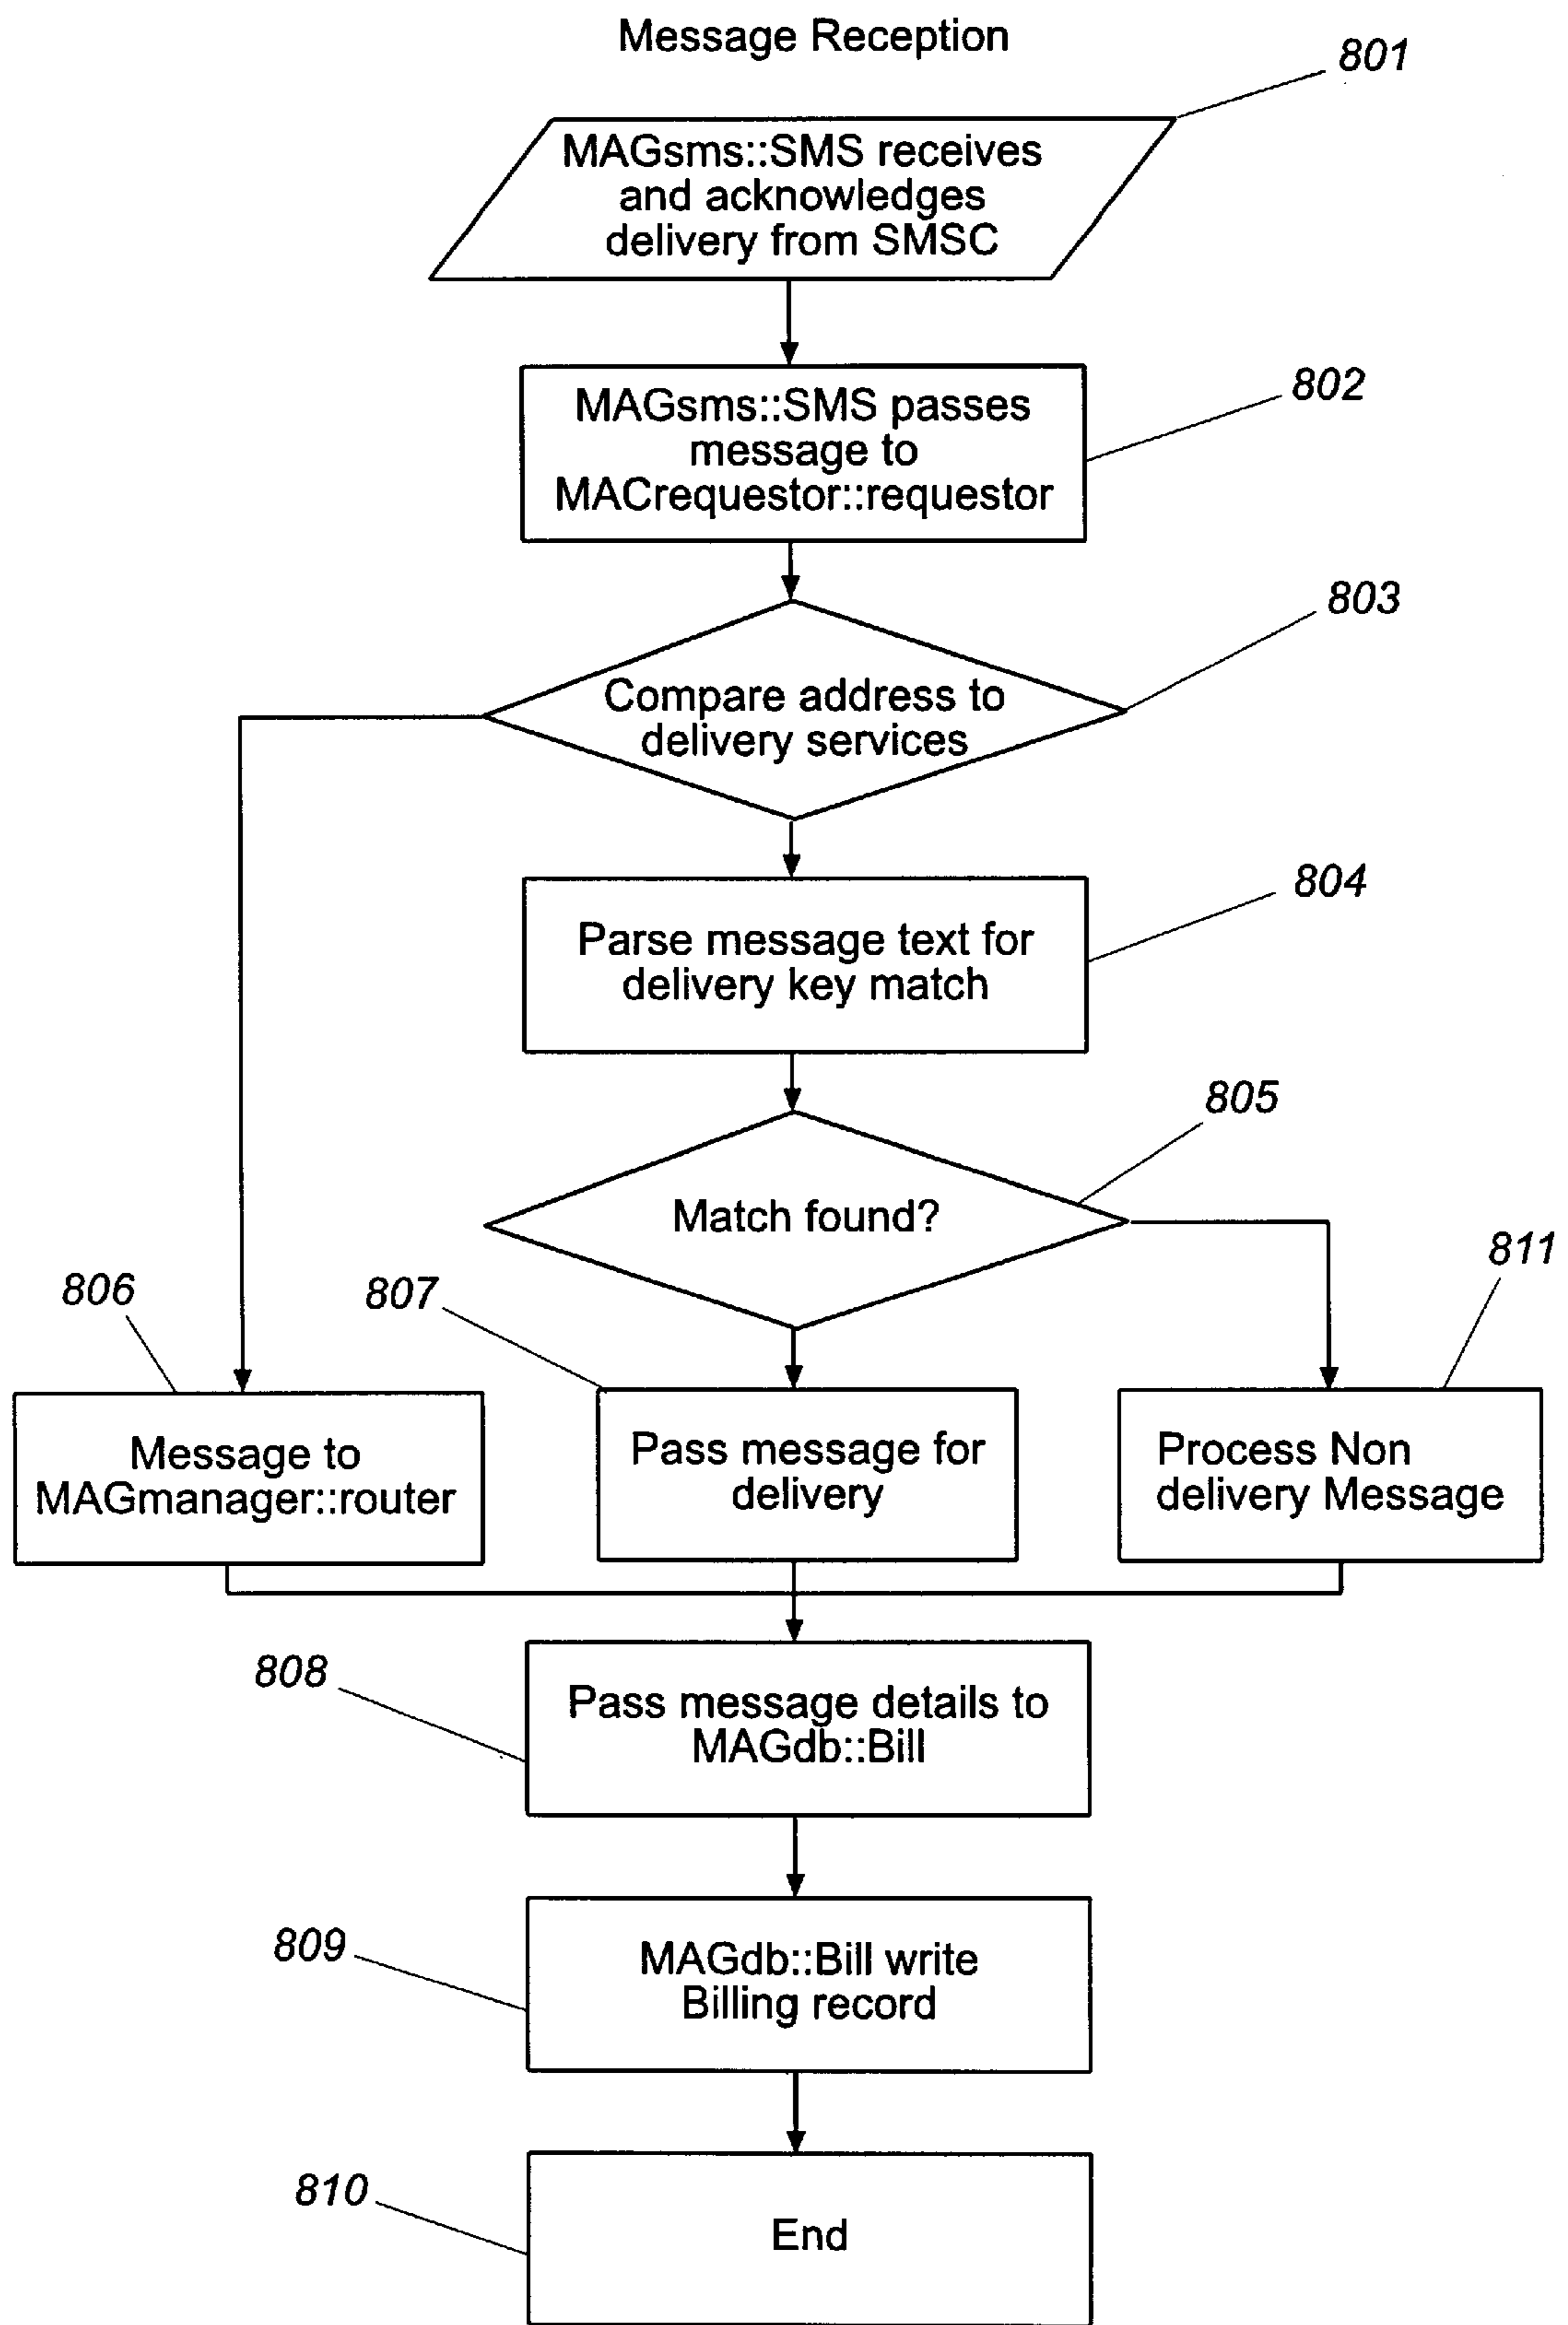 Message Reception
801
MAGsms::SMS receives
and acknowledges
delivery from SMSC
802
MAGsms::SMS passes
message to
MACrequestor::requestor
803
Compare address to
delivery services
804
Parse message text for
delivery key match
805
Match found?
806
807
811
Message to
MAGmanager::router
Pass message for
delivery
Process Non
delivery Message
808
Pass message details to
MAGdb::Bill
809
MAGdb::Bill write
Billing record
810
End